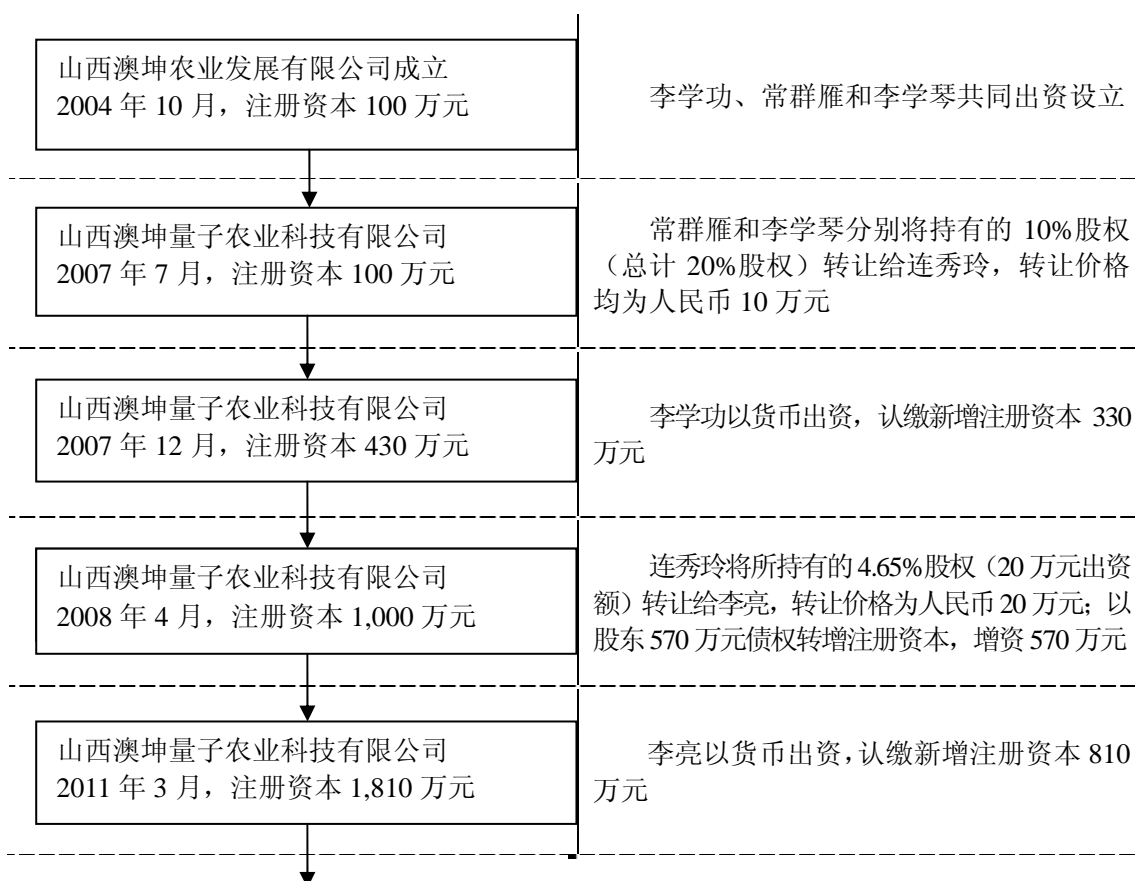 山西澳坤农业发展有限公司成立
2004 年 10 月，注册资本 100 万元
李学功、常群雁和李学琴共同出资设立
山西澳坤量子农业科技有限公司
2007 年 7 月，注册资本 100 万元
常群雁和李学琴分别将持有的 10%股权
（总计 20%股权）转让给连秀玲，转让价格
均为人民币 10 万元
山西澳坤量子农业科技有限公司
2007 年 12 月，注册资本 430 万元
李学功以货币出资，认缴新增注册资本 330
万元
山西澳坤量子农业科技有限公司
2008 年 4 月，注册资本 1,000 万元
连秀玲将所持有的 4.65%股权（20 万元出资
额）转让给李亮，转让价格为人民币 20 万元；以
股东 570 万元债权转增注册资本，增资 570 万元
山西澳坤量子农业科技有限公司
2011 年 3 月，注册资本 1,810 万元
李亮以货币出资，认缴新增注册资本 810
万元